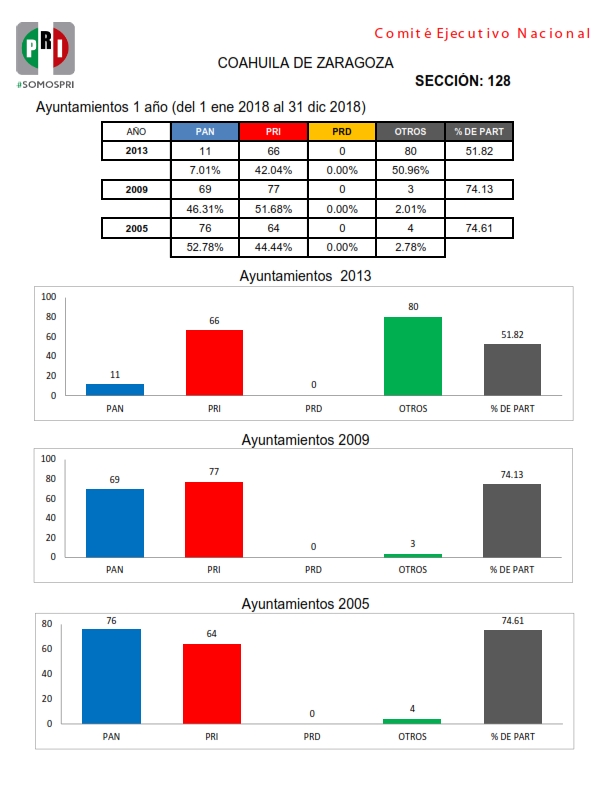 Comité Ejecutivo Nacional
PRI
#SOMOSPRI
COAHUILA DE ZARAGOZA
SECCIÓN: 128
Ayuntamientos 1 año (del 1 ene 2018 al 31 dic 2018)
AÑO PAN PRI PRD OTROS % DE PART
2013 11 66 0 80 51.82
7.01% 42.04% 0.00% 50.96%
2009 69 77 0 3 74.13
46.31% 51.68% 0.00% 2.01%
2005 76 64 0 4 74.61
52.78% 44.44% 0.00% 2.78%
Ayuntamientos 2013
100
80
60
40
20
0
11
66
0
80
51.82
PAN PRI PRD OTROS % DE PART
Ayuntamientos 2009
100
80
60
40
20
0
69
77
0
3
74.13
PAN PRI PRD OTROS % DE PART
Ayuntamientos 2005
80
60
40
20
0
76
64
0
4
74.61
PAN PRI PRD OTROS % DE PART